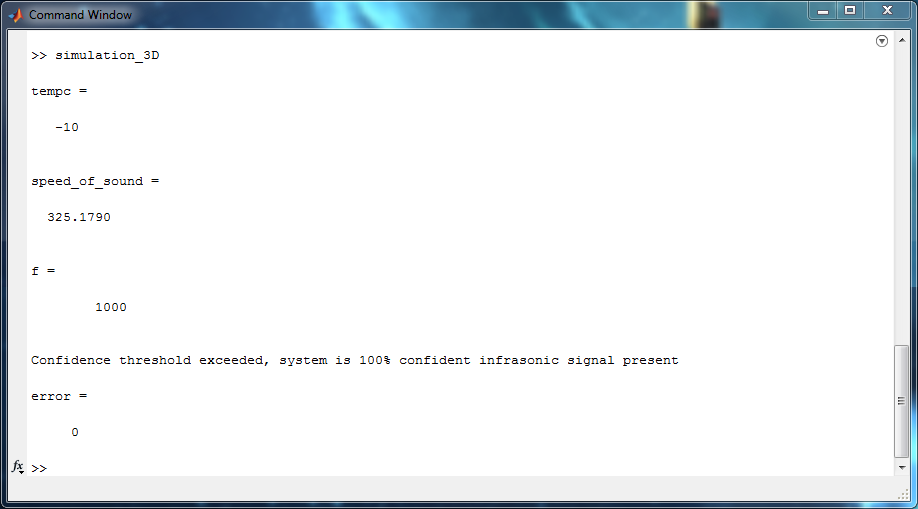 Command Window
>> simulation_3D
tempc =
-10
speed_of_sound =
325.1790
f =
1000
Confidence threshold exceeded, system is 100% confident infrasonic signal present
error =
0
fx >>